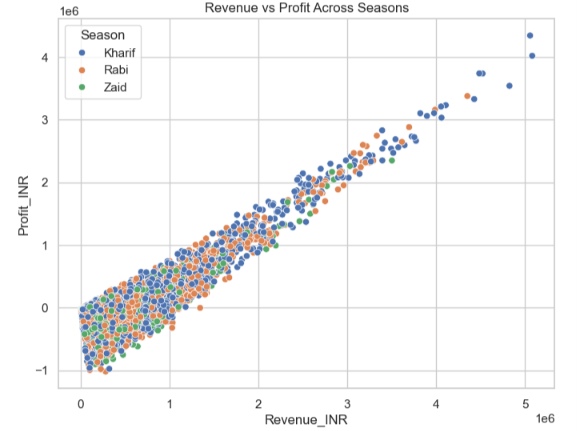 Revenue vs Profit Across Seasons
1e6
Season
Kharif
Rabi
Zaid
4
3
2
1
0
−1
Profit_INR
0
1
2
3
4
5
Revenue_INR
1e6